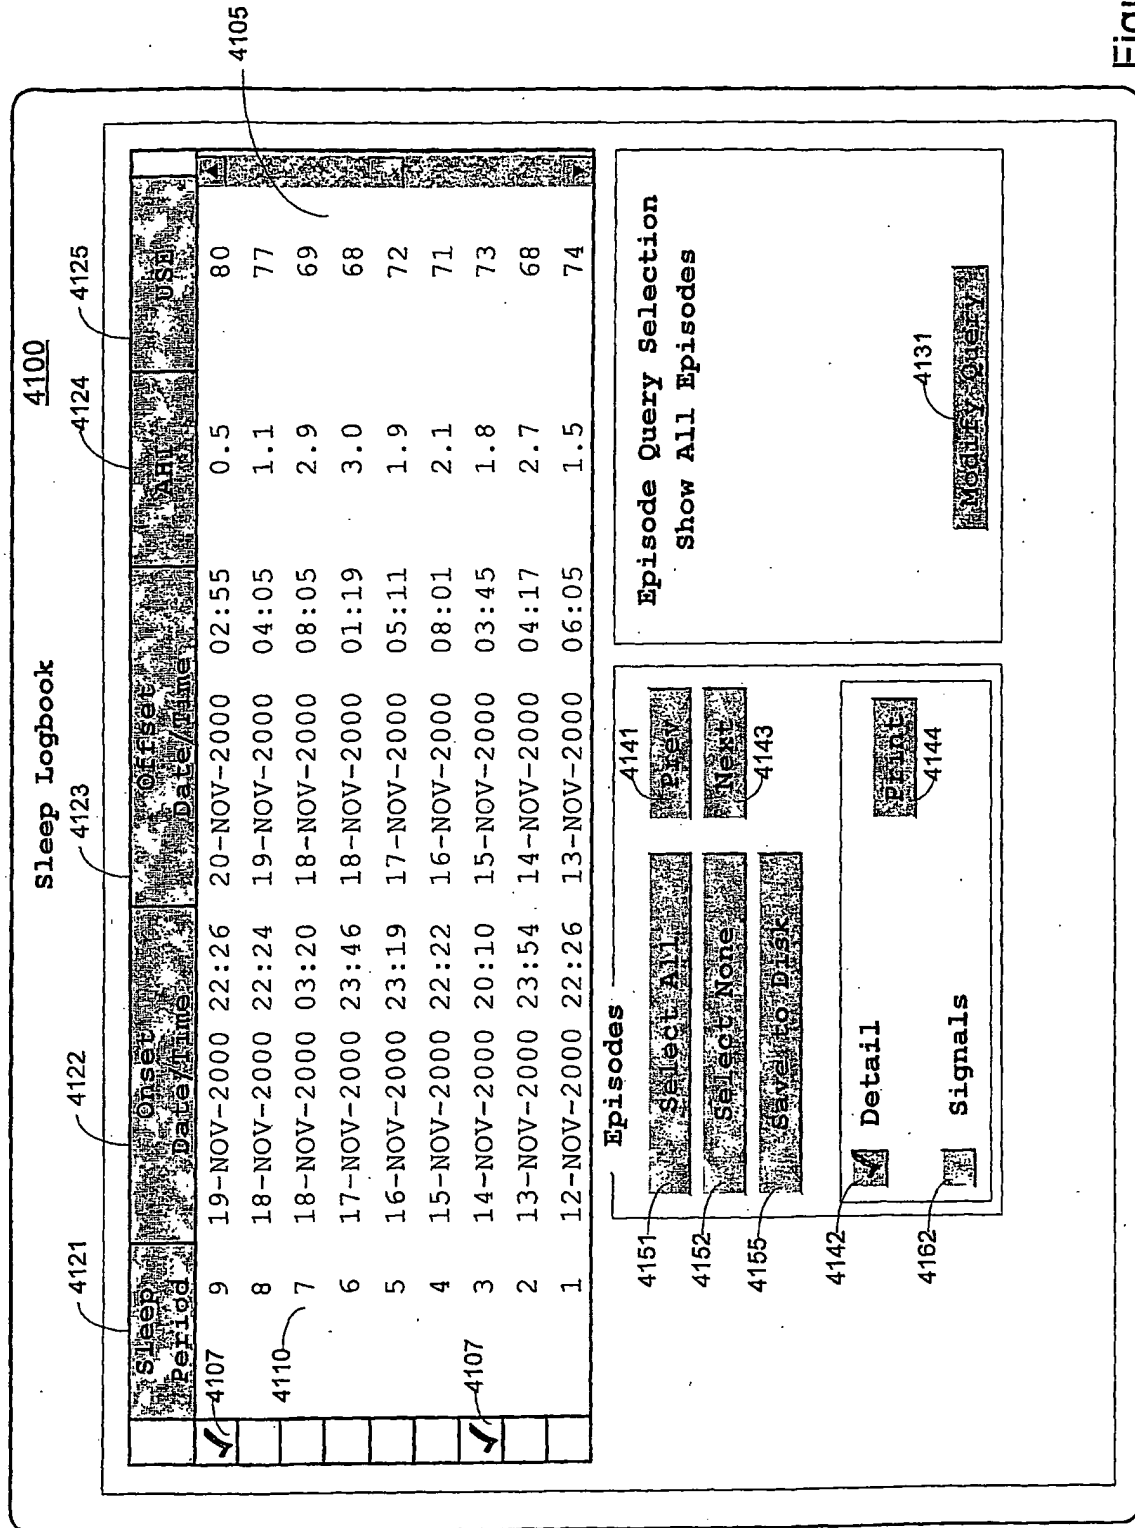 4100
Sleep Logbook
4121 4122 4123 4124 4125
Sleep Period Onset Date/Time Offset Date/Time AHI USE
4107
9 19-NOV-2000 22:26 20-NOV-2000 02:55 0.5 80
8 18-NOV-2000 22:24 19-NOV-2000 04:05 1.1 77
4110
7 18-NOV-2000 03:20 18-NOV-2000 08:05 2.9 69
4105
6 17-NOV-2000 23:46 18-NOV-2000 01:19 3.0 68
5 16-NOV-2000 23:19 17-NOV-2000 05:11 1.9 72
4 15-NOV-2000 22:22 16-NOV-2000 08:01 2.1 71
4107
3 14-NOV-2000 20:10 15-NOV-2000 03:45 1.8 73
2 13-NOV-2000 23:54 14-NOV-2000 04:17 2.7 68
1 12-NOV-2000 22:26 13-NOV-2000 06:05 1.5 74
Episodes
4151 Select All
4141 Prev
4152 Select None
Next 4143
4155 Save to Disk
4142 Detail
Print 4144
4162 Signals
Episode Query Selection
Show All Episodes
4131
Modify Query